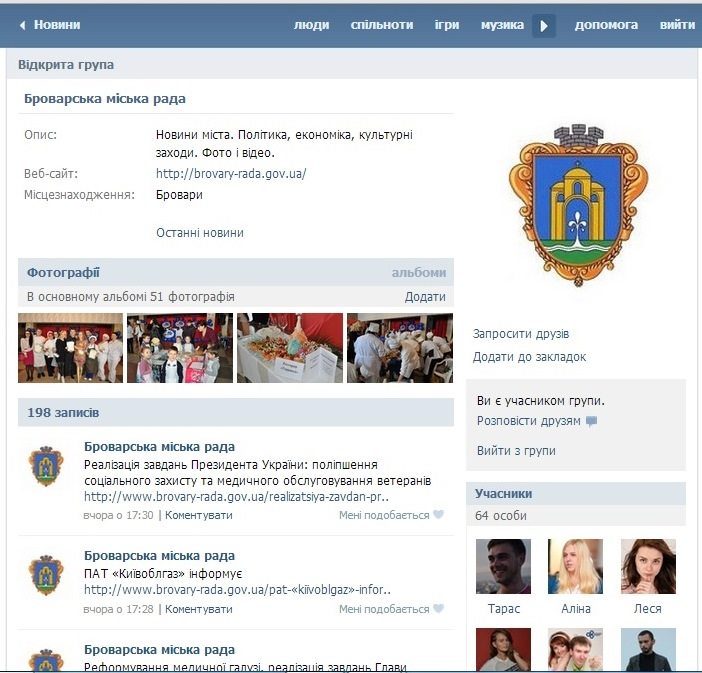 Новини
люди спільноти ігри музика допомога вийти
Відкрита група
Броварська міська рада
Опис: Новини міста. Політика, економіка, культурні
заходи. Фото і відео.
Веб-сайт: http://brovary-rada.gov.ua/
Місцезнаходження: Бровари
Останні новини
Фотографії альбоми
В основному альбомі 51 фотографія Додати
198 записів
Броварська міська рада
Реалізація завдань Президента України: поліпшення
соціального захисту та медичного обслуговування ветеранів
http://www.brovary-rada.gov.ua/realizatsiya-zavdan-pr..
вчора о 17:30 | Коментувати Мені подобається
Броварська міська рада
ПАТ «Київоблгаз» інформує
http://www.brovary-rada.gov.ua/pat-«kiivoblgaz»-infor..
вчора о 17:28 | Коментувати Мені подобається
Броварська міська рада
Реформування медичної галузі, реалізація завдань Глави
Запросити друзів
Додати до закладок
Ви є учасником групи.
Розповісти друзям
Вийти з групи
Учасники
64 особи
Тарас Аліна Леся